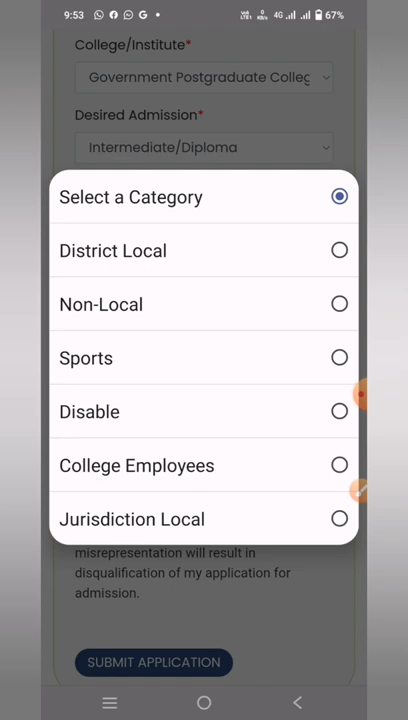 9:53
4G 67%
College/Institute*
Government Postgraduate Colleg
Desired Admission*
Intermediate/Diploma
Select a Category
District Local
Non-Local
Sports
Disable
College Employees
Jurisdiction Local
misrepresentation will result in
disqualification of my application for
admission.
SUBMIT APPLICATION